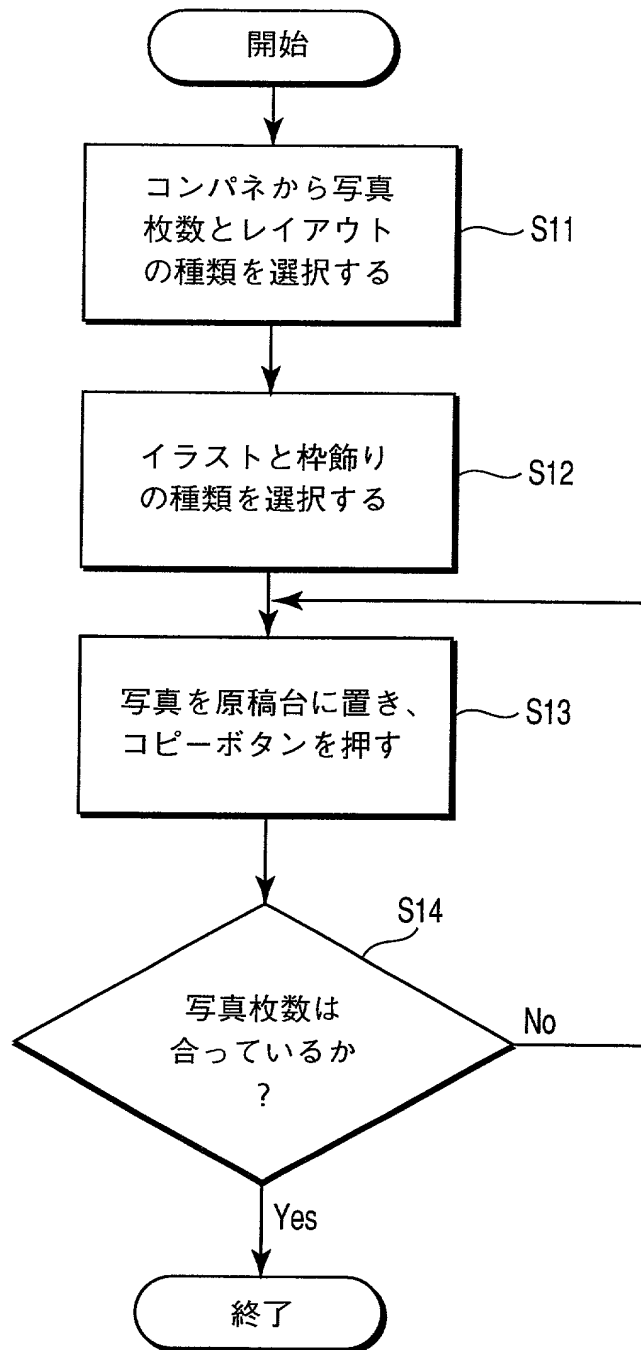 開始
コンパネから写真
枚数とレイアウト
の種類を選択する
S11
イラストと枠飾り
の種類を選択する
S12
写真を原稿台に置き、
コピーボタンを押す
S13
S14
写真枚数は
合っているか
?
No
Yes
終了